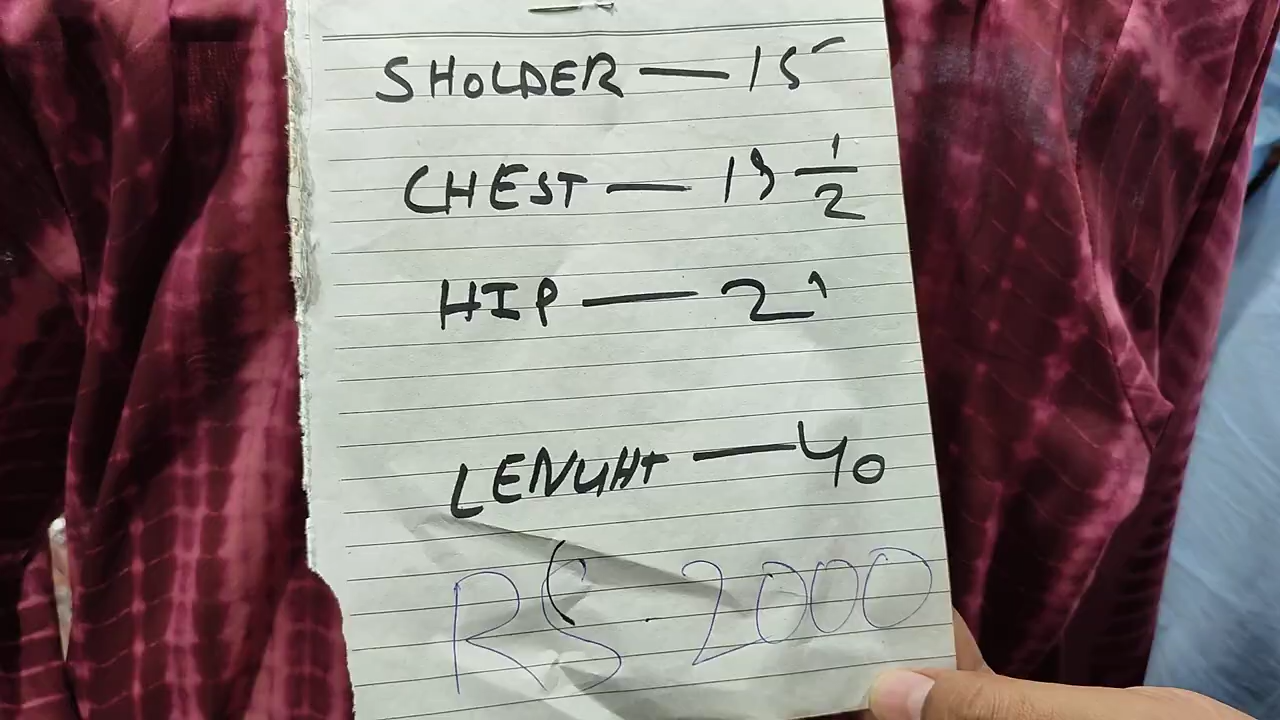 SHOLDER — 15
CHEST — 19 1/2
HIP — 21
LENGHT — 40
RS 2000